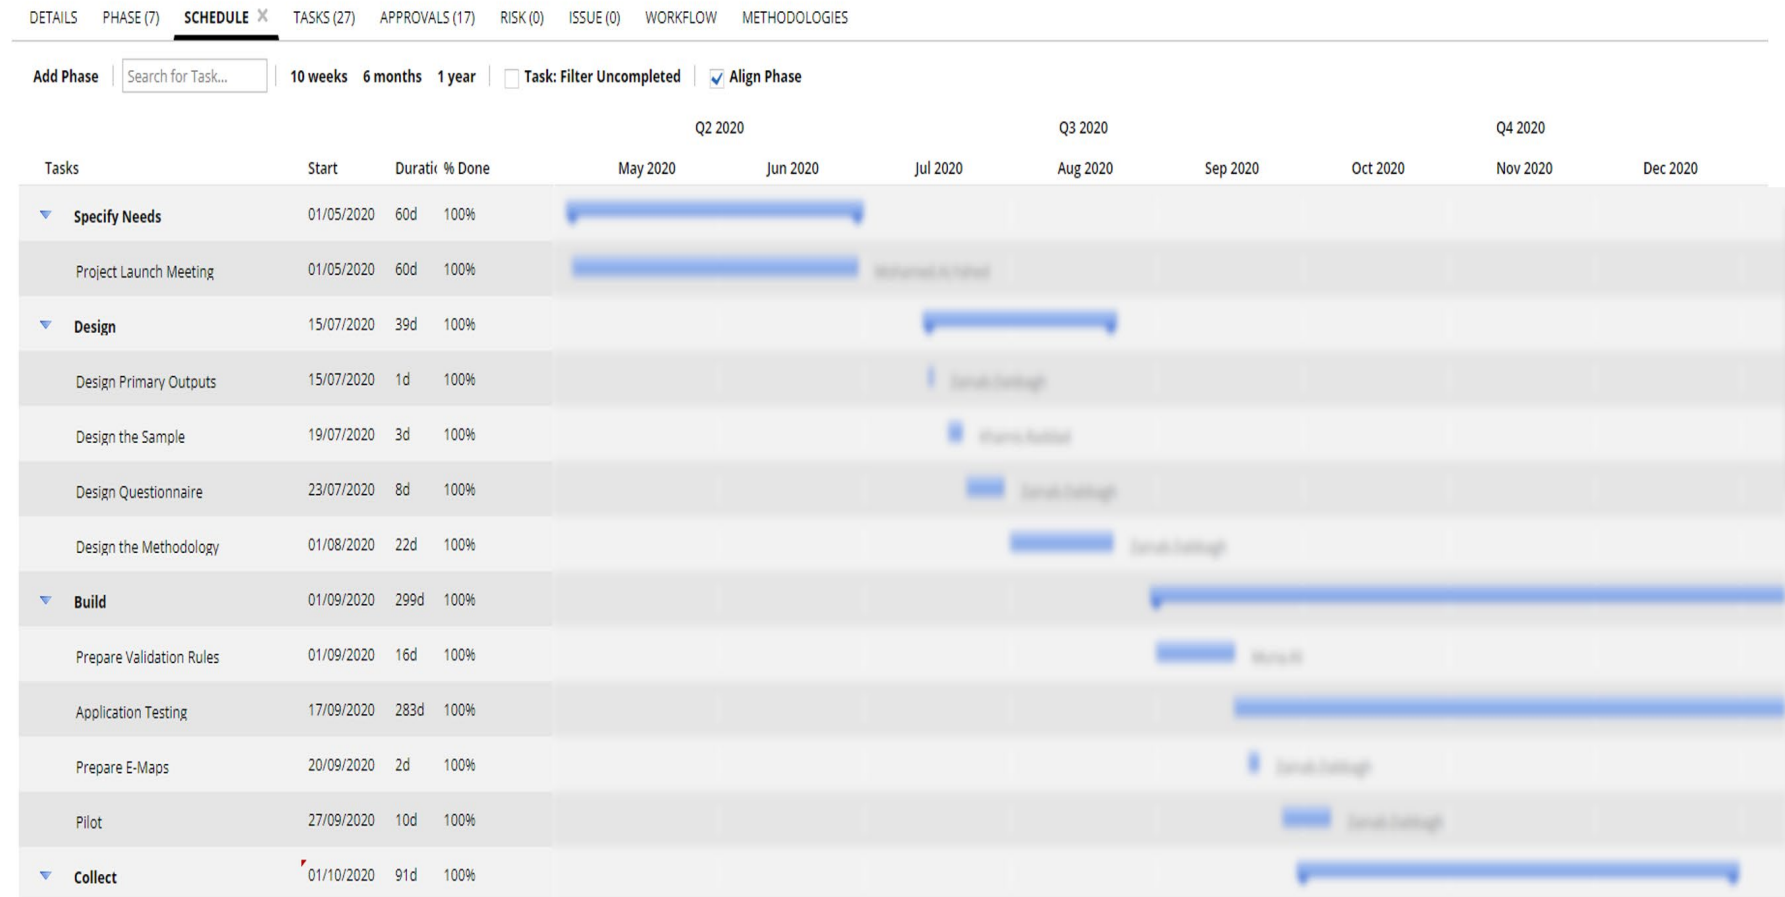 DETAILS PHASE (7) SCHEDULE X TASKS (27) APPROVALS (17) RISK (0) ISSUE (0) WORKFLOW METHODOLOGIES
Add Phase Search for Task... 10 weeks 6 months 1 year Task: Filter Uncompleted Align Phase
Q2 2020 Q3 2020 Q4 2020
Tasks Start Duratic % Done May 2020 Jun 2020 Jul 2020 Aug 2020 Sep 2020 Oct 2020 Nov 2020 Dec 2020
Specify Needs 01/05/2020 60d 100%
Project Launch Meeting 01/05/2020 60d 100%
Design 15/07/2020 39d 100%
Design Primary Outputs 15/07/2020 1d 100%
Design the Sample 19/07/2020 3d 100%
Design Questionnaire 23/07/2020 8d 100%
Design the Methodology 01/08/2020 22d 100%
Build 01/09/2020 299d 100%
Prepare Validation Rules 01/09/2020 16d 100%
Application Testing 17/09/2020 283d 100%
Prepare E-Maps 20/09/2020 2d 100%
Pilot 27/09/2020 10d 100%
Collect 01/10/2020 91d 100%